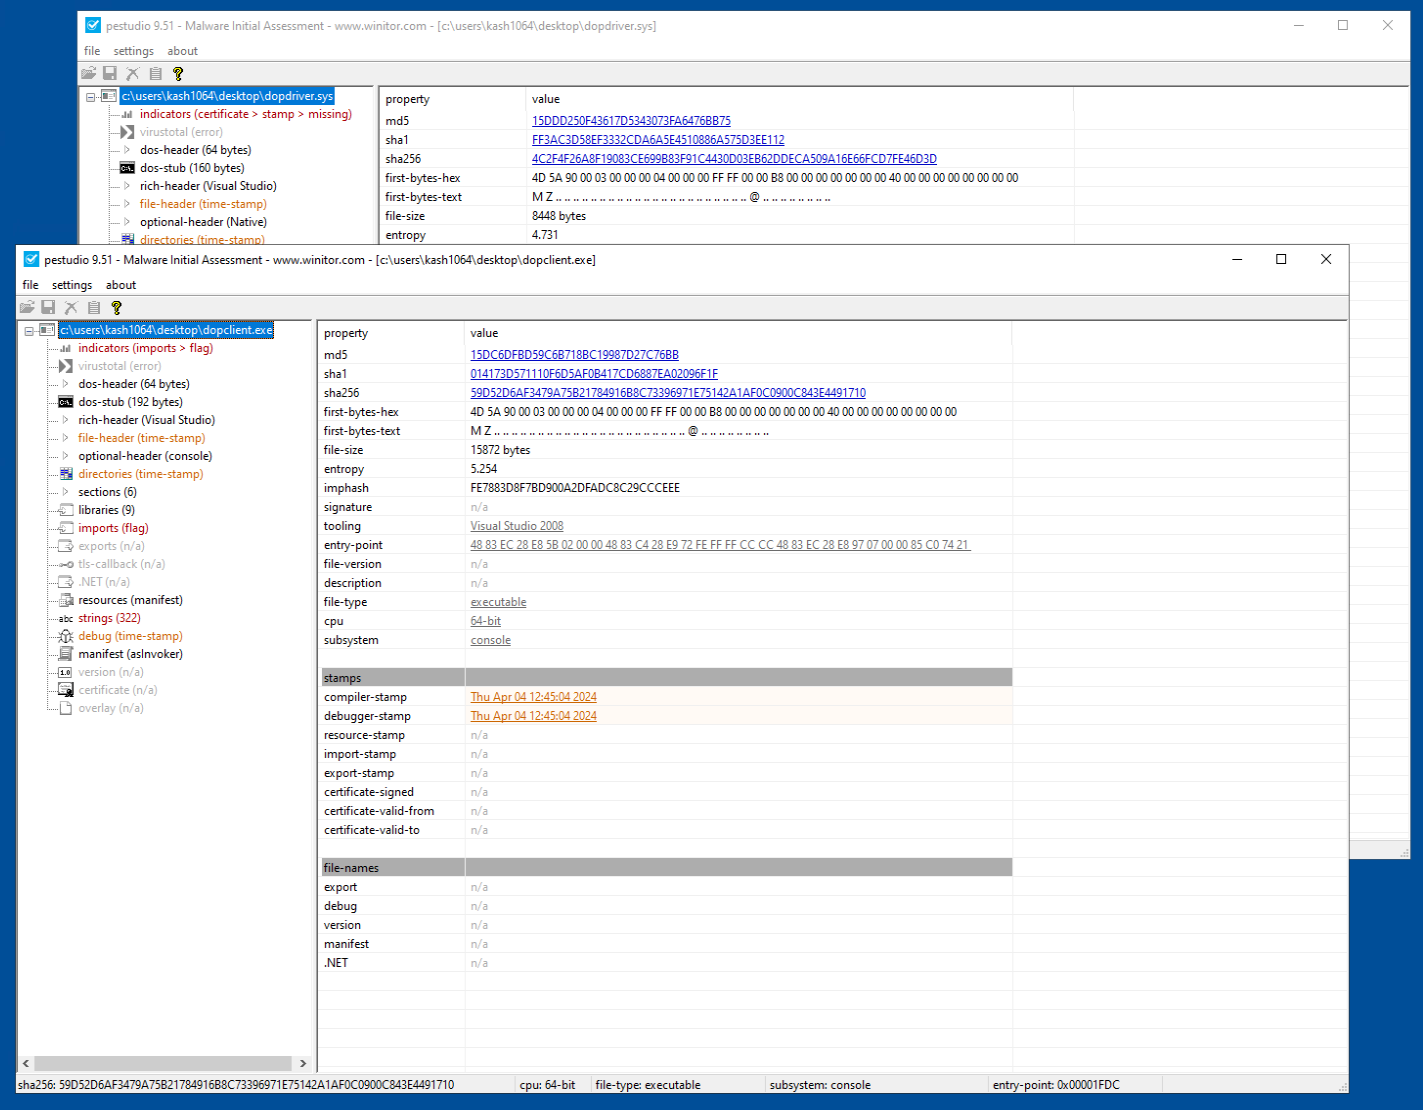 pestudio 9.51 - Malware Initial Assessment - www.winitor.com - [c:\users\kash1064\desktop\dopdriver.sys]
file settings about
c:\users\kash1064\desktop\dopdriver.sys
indicators (certificate > stamp > missing)
virustotal (error)
dos-header (64 bytes)
dos-stub (160 bytes)
rich-header (Visual Studio)
file-header (time-stamp)
optional-header (Native)
directories (time-stamp)
property value
md5 15DDD250F43617D5343073FA6476BB75
sha1 FF3AC3D58EF3332CDA6A5E4510886A575D3EE112
sha256 4C2F4F26A8F19083CE699B83F91C4430D03EB62DDECA509A16E66FCD7FE46D3D
first-bytes-hex 4D 5A 90 00 03 00 00 00 04 00 00 00 FF FF 00 00 B8 00 00 00 00 00 00 00 40 00 00 00 00 00 00 00
first-bytes-text M Z .. .. .. .. .. .. .. .. .. .. .. .. .. .. .. .. .. .. .. .. .. .. @ .. .. .. .. .. .. ..
file-size 8448 bytes
entropy 4.731
pestudio 9.51 - Malware Initial Assessment - www.winitor.com - [c:\users\kash1064\desktop\dopclient.exe]
file settings about
c:\users\kash1064\desktop\dopclient.exe
indicators (imports > flag)
virustotal (error)
dos-header (64 bytes)
dos-stub (192 bytes)
rich-header (Visual Studio)
file-header (time-stamp)
optional-header (console)
directories (time-stamp)
sections (6)
libraries (9)
imports (flag)
exports (n/a)
tls-callback (n/a)
.NET (n/a)
resources (manifest)
abc strings (322)
debug (time-stamp)
manifest (asInvoker)
1.0 version (n/a)
certificate (n/a)
overlay (n/a)
property value
md5 15DC6DFBD59C6B718BC19987D27C76BB
sha1 014173D571110F6D5AF0B417CD6887EA02096F1F
sha256 59D52D6AF3479A75B21784916B8C73396971E75142A1AF0C0900C843E4491710
first-bytes-hex 4D 5A 90 00 03 00 00 00 04 00 00 00 FF FF 00 00 B8 00 00 00 00 00 00 00 40 00 00 00 00 00 00 00
first-bytes-text M Z .. .. .. .. .. .. .. .. .. .. .. .. .. .. .. .. .. .. .. .. .. .. @ .. .. .. .. .. .. ..
file-size 15872 bytes
entropy 5.254
imphash FE7883D8F7BD900A2DFADC8C29CCCEEE
signature n/a
tooling Visual Studio 2008
entry-point 48 83 EC 28 E8 5B 02 00 00 48 83 C4 28 E9 72 FE FF FF CC CC 48 83 EC 28 E8 97 07 00 00 85 C0 74 21
file-version n/a
description n/a
file-type executable
cpu 64-bit
subsystem console
stamps
compiler-stamp Thu Apr 04 12:45:04 2024
debugger-stamp Thu Apr 04 12:45:04 2024
resource-stamp n/a
import-stamp n/a
export-stamp n/a
certificate-signed n/a
certificate-valid-from n/a
certificate-valid-to n/a
file-names
export n/a
debug n/a
version n/a
manifest n/a
.NET n/a
sha256: 59D52D6AF3479A75B21784916B8C73396971E75142A1AF0C0900C843E4491710 cpu: 64-bit file-type: executable subsystem: console entry-point: 0x00001FDC